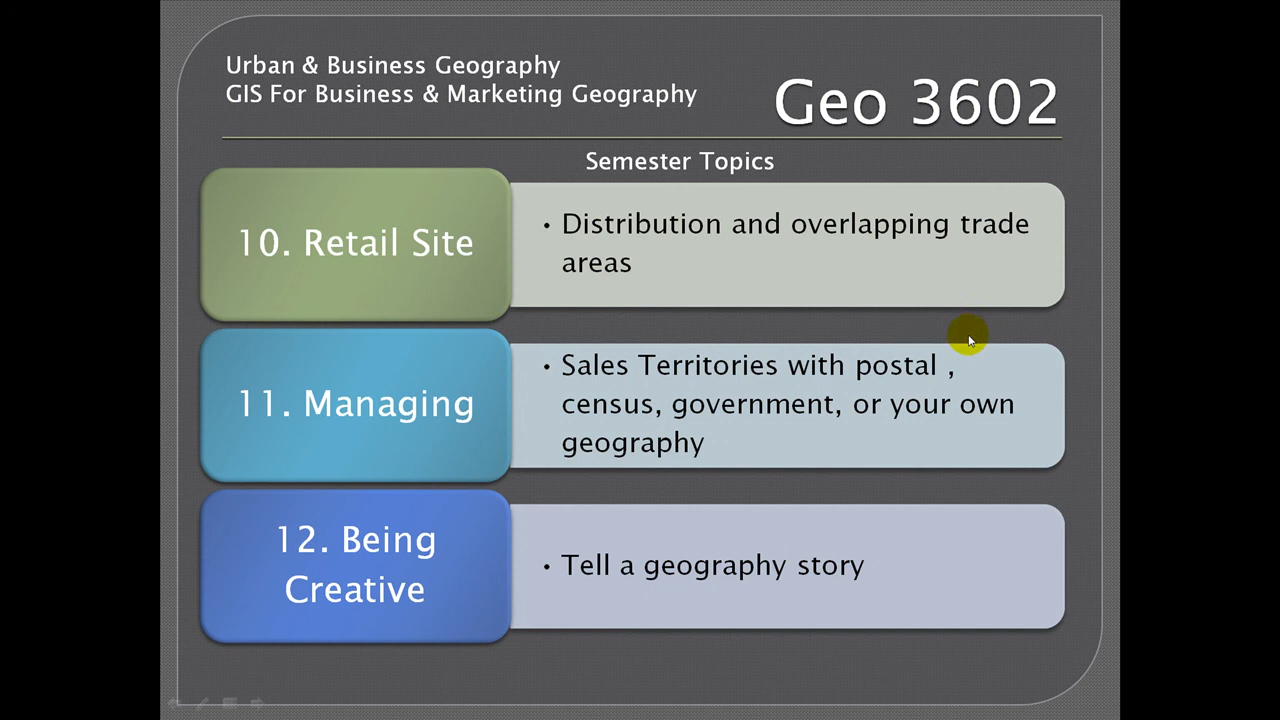 Urban & Business Geography
GIS For Business & Marketing Geography
Geo 3602
Semester Topics
10. Retail Site
• Distribution and overlapping trade
areas
11. Managing
• Sales Territories with postal ,
census, government, or your own
geography
12. Being
Creative
• Tell a geography story